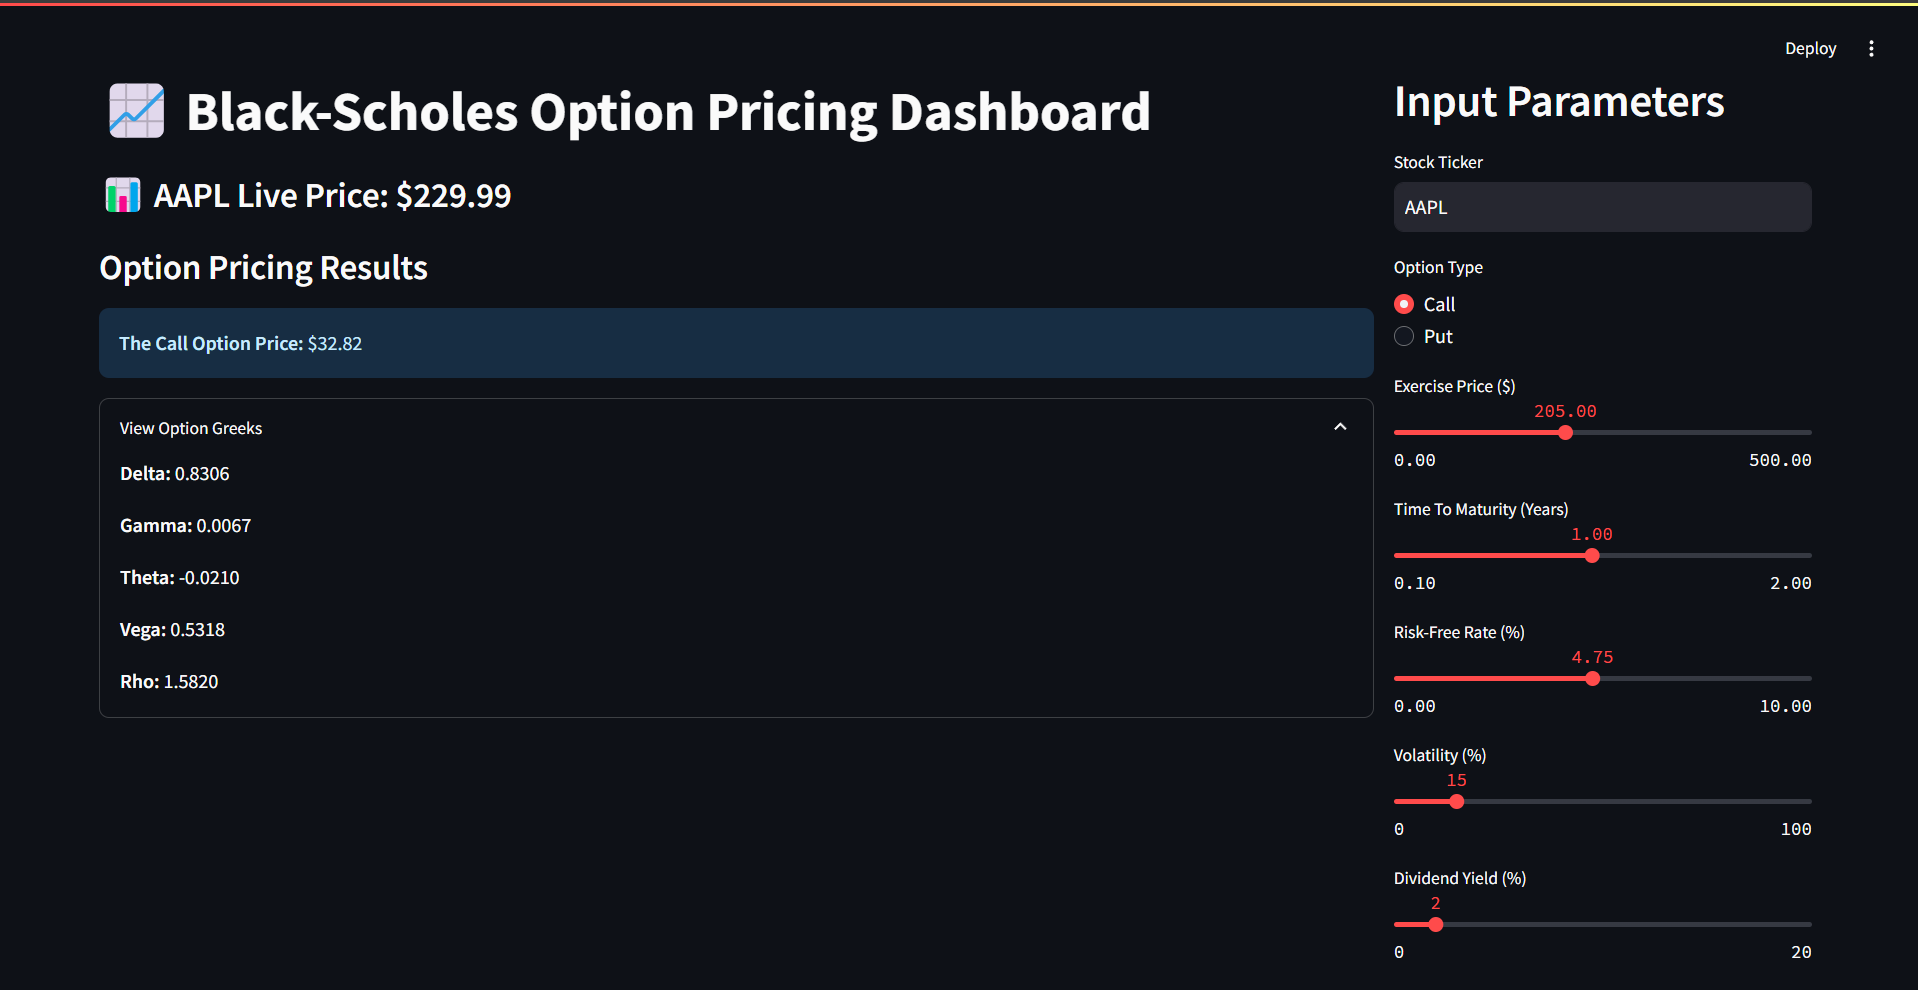 Deploy
Black-Scholes Option Pricing Dashboard
AAPL Live Price: $229.99
Option Pricing Results
The Call Option Price: $32.82
View Option Greeks
Delta: 0.8306
Gamma: 0.0067
Theta: -0.0210
Vega: 0.5318
Rho: 1.5820
Input Parameters
Stock Ticker
AAPL
Option Type
Call
Put
Exercise Price ($)
205.00
0.00 500.00
Time To Maturity (Years)
1.00
0.10 2.00
Risk-Free Rate (%)
4.75
0.00 10.00
Volatility (%)
15
0 100
Dividend Yield (%)
2
0 20